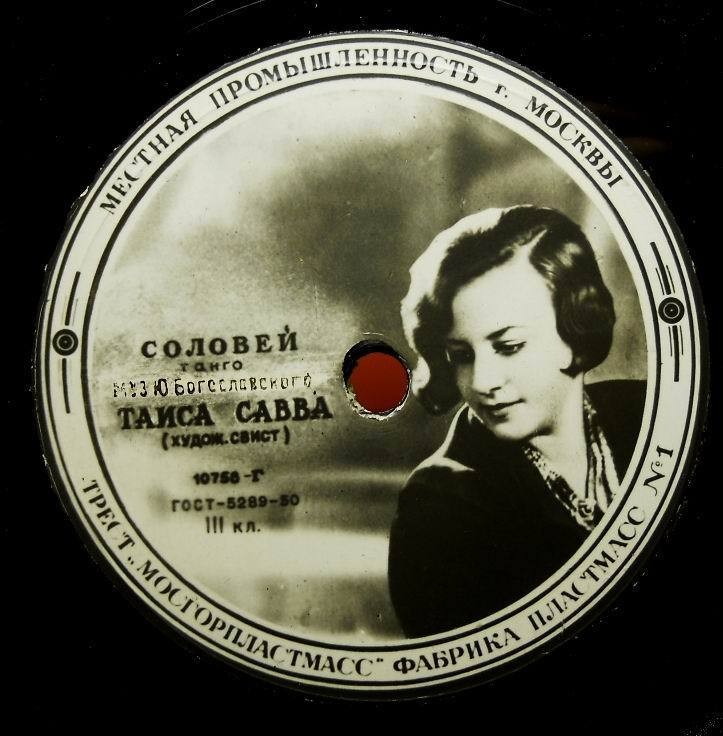 МЕСТНАЯ ПРОМЫШЛЕННОСТЬ г. МОСКВЫ
СОЛОВЕЙ
танго
МУЗ Ю Богословского
ТАИСА САВВА
(ХУДОЖ. СВИСТ)
10758-Г
ГОСТ-5289-50
III КЛ.
ТРЕСТ „МОСГОРПЛАСТМАСС" ФАБРИКА ПЛАСТМАСС №1